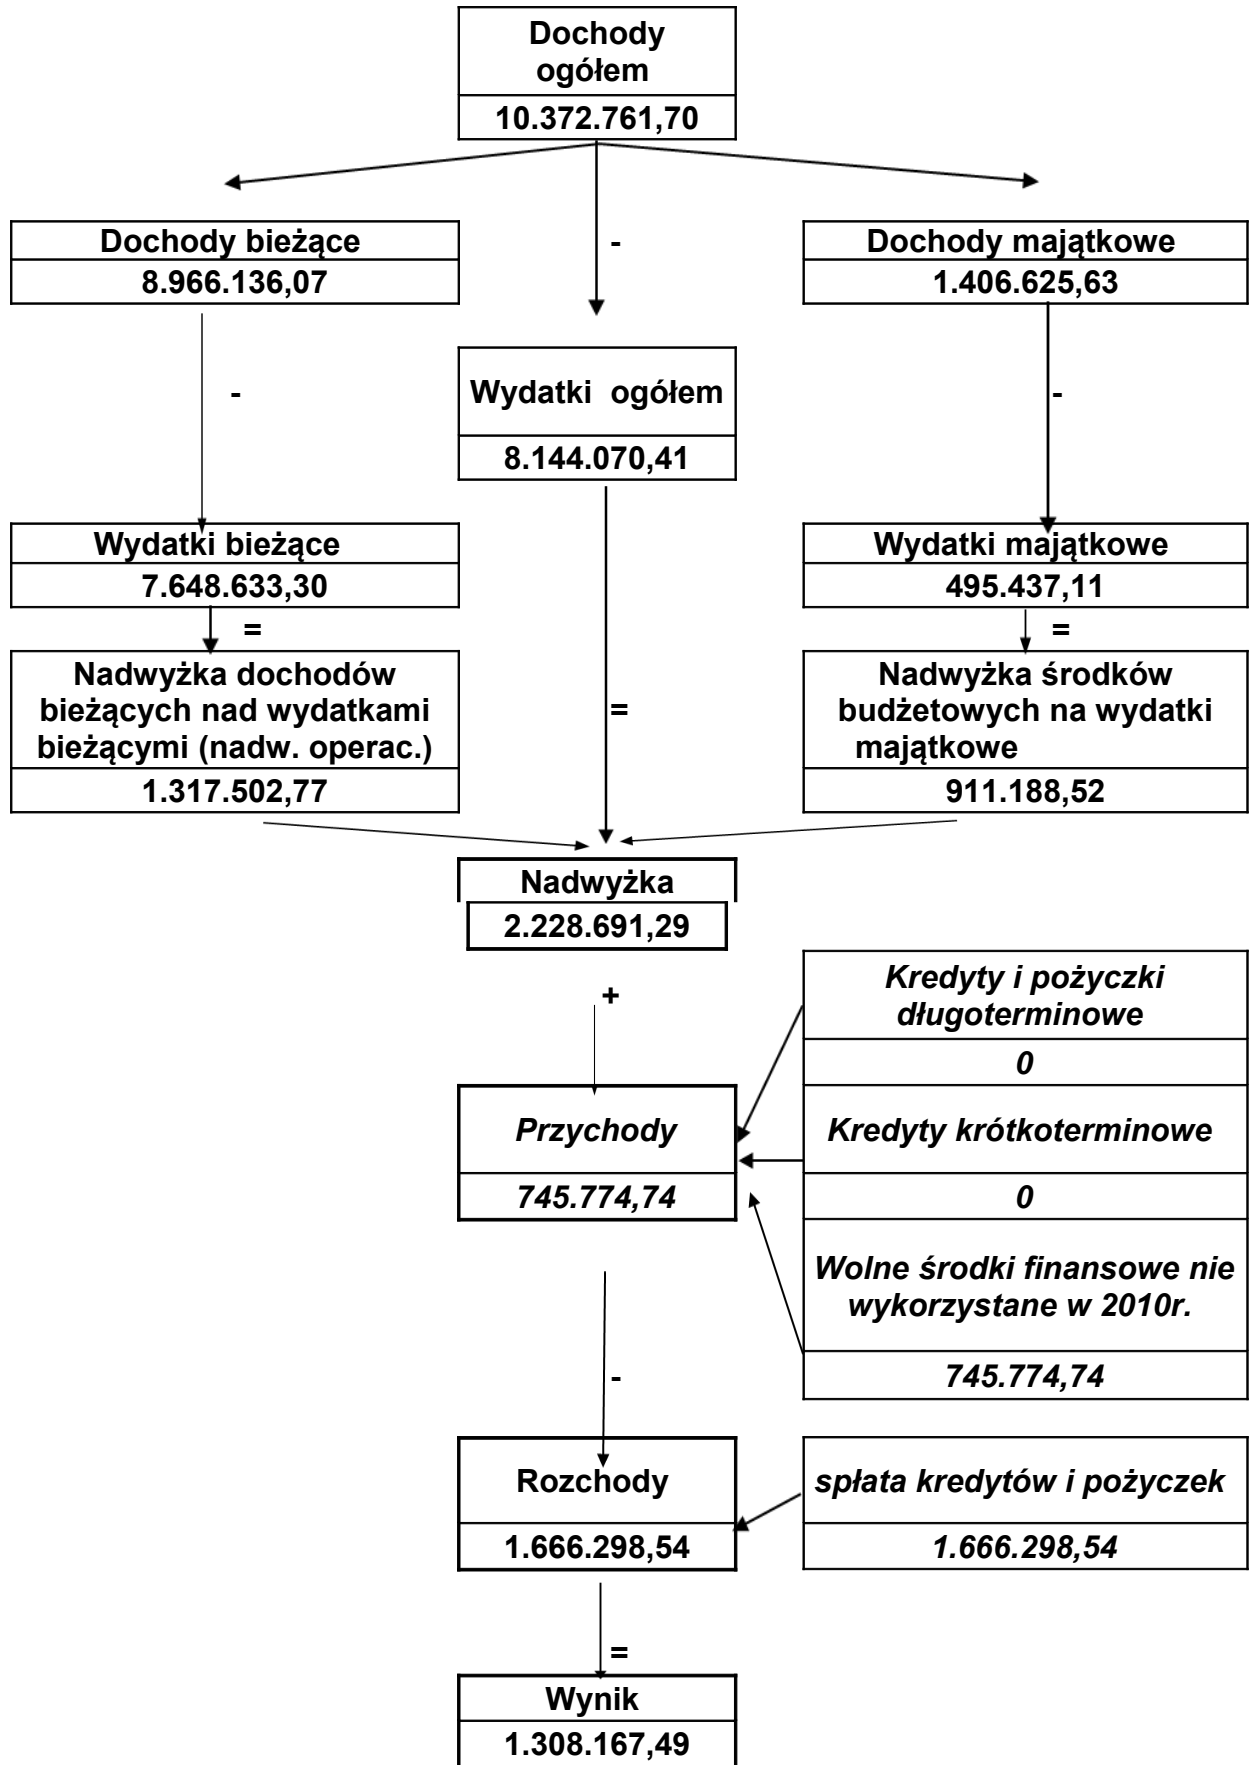 Dochody
ogółem
10.372.761,70
Dochody bieżące
8.966.136,07
-
Dochody majątkowe
1.406.625,63
-
Wydatki ogółem
8.144.070,41
-
Wydatki bieżące
7.648.633,30
=
Wydatki majątkowe
495.437,11
=
Nadwyżka dochodów
bieżących nad wydatkami
bieżącymi (nadw. operac.)
1.317.502,77
=
Nadwyżka środków
budżetowych na wydatki
majątkowe
911.188,52
Nadwyżka
2.228.691,29
+
Kredyty i pożyczki
długoterminowe
0
Przychody
745.774,74
Kredyty krótkoterminowe
0
Wolne środki finansowe nie
wykorzystane w 2010r.
745.774,74
-
Rozchody
1.666.298,54
spłata kredytów i pożyczek
1.666.298,54
=
Wynik
1.308.167,49